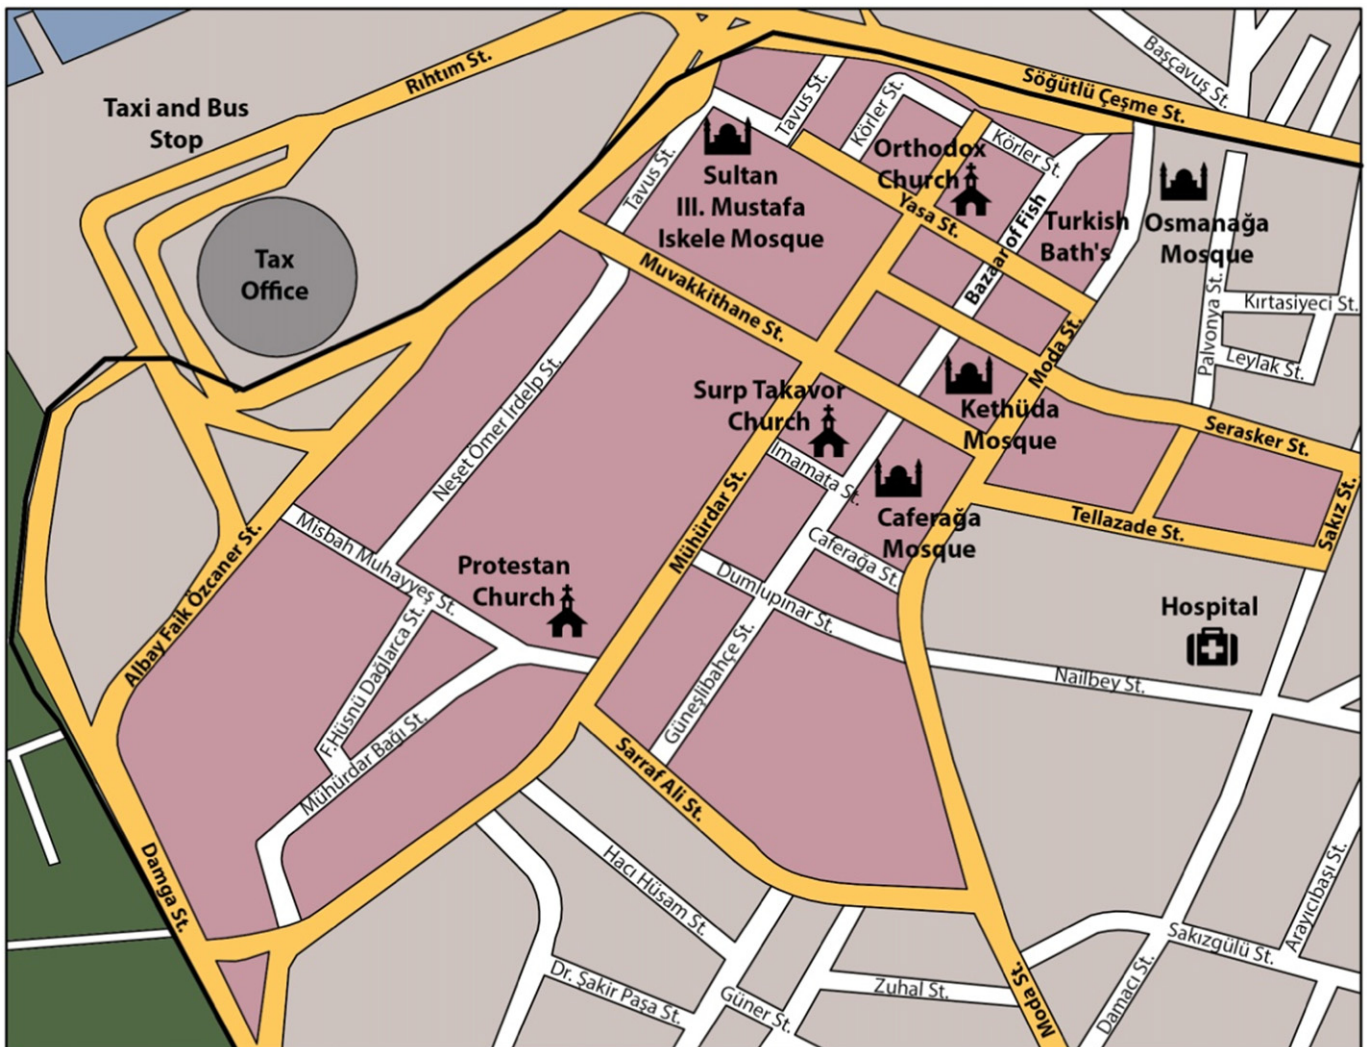 Başçavuş St.
Rıhtım St.
Söğütlü Çeşme St.
Taxi and Bus
Stop
Tavus St.
Körler St.
Orthodox
Church
Körler St.
Tavus St.
Sultan
III. Mustafa
Iskele Mosque
Yasa St.
Bazaar of Fish
Turkish
Bath's
Osmanağa
Mosque
Tax
Office
Muvakkithane St.
Palvonya St.
Kırtasiyeci St.
Moda St.
Leylak St.
Neşet Ömer İrdelp St.
Surp Takavor
Church
Kethüda
Mosque
Serasker St.
Imamata St.
Caferağa
Mosque
Tellazade St.
Sakız St.
Mühürdar St.
Misbah Muhayyeş St.
Albay Faik Özcaner St.
Protestan
Church
Caferağa St.
Dumlupınar St.
Hospital
F.Hüsnü Dağlarca St.
Güneşlibahçe St.
Nailbey St.
Mühürdar Bağı St.
Sarraf Ali St.
Damga St.
Hacı Hüsam St.
Arayıcıbaşı St.
Sakızgülü St.
Dr. Şakir Paşa St.
Güner St.
Zuhal St.
Moda St.
Damacı St.